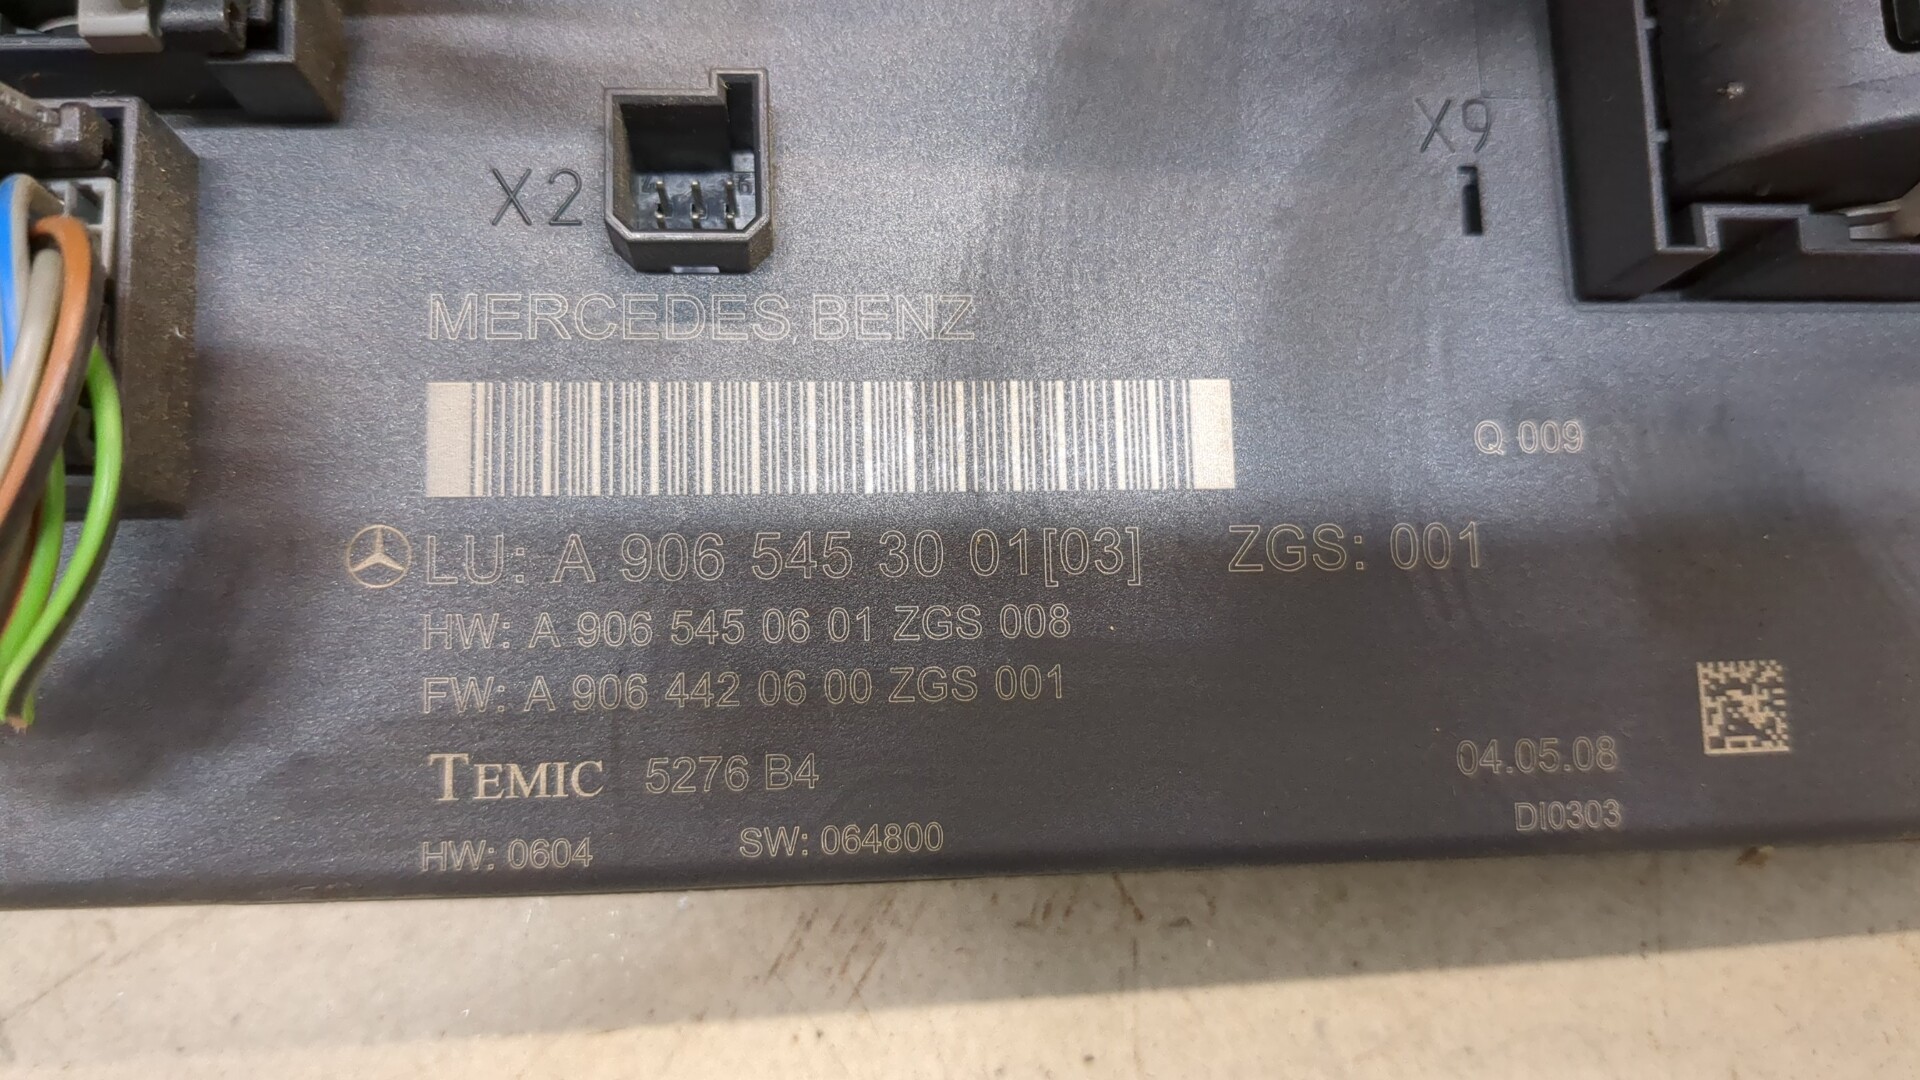 X9
X2
MERCEDES BENZ
Q 009
LU: A 906 545 30 01[03] ZGS: 001
HW: A 906 545 06 01 ZGS 008
FW: A 906 442 06 00 ZGS 001
TEMIC 5276 B4
04.05.08
DI0303
HW: 0604 SW: 064800